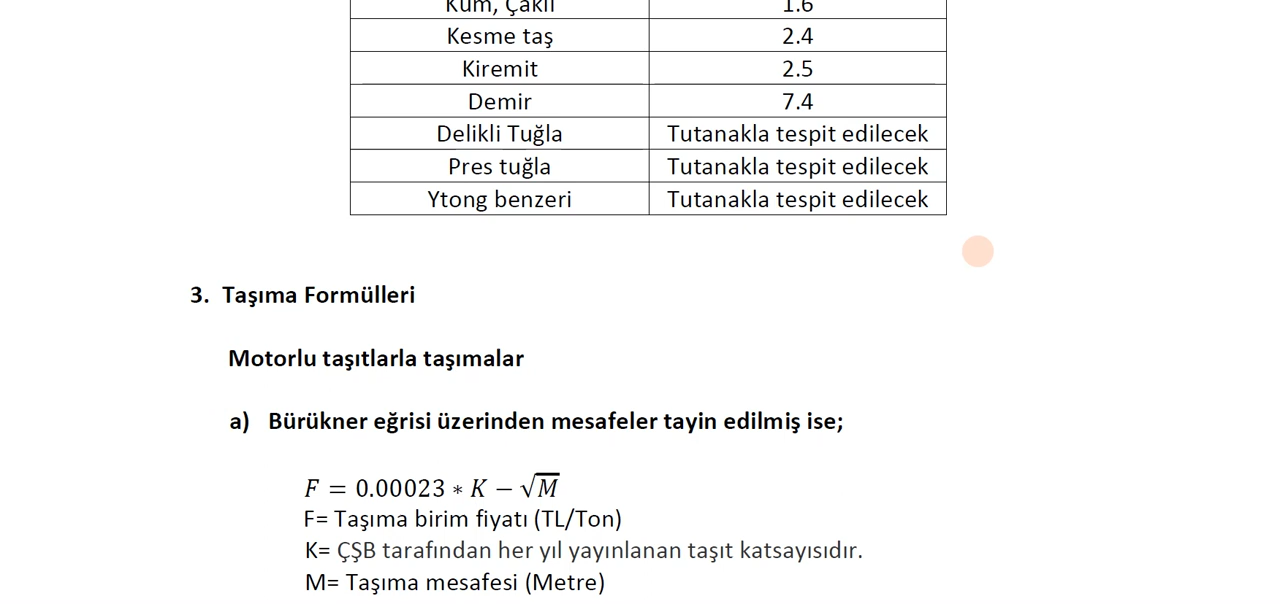 Kum, Çakıl 1.6
Kesme taş 2.4
Kiremit 2.5
Demir 7.4
Delikli Tuğla Tutanakla tespit edilecek
Pres tuğla Tutanakla tespit edilecek
Ytong benzeri Tutanakla tespit edilecek
3. Taşıma Formülleri
Motorlu taşıtlarla taşımalar
a) Bürükner eğrisi üzerinden mesafeler tayin edilmiş ise;
F = 0.00023 * K − √M
F= Taşıma birim fiyatı (TL/Ton)
K= ÇŞB tarafından her yıl yayınlanan taşıt katsayısıdır.
M= Taşıma mesafesi (Metre)